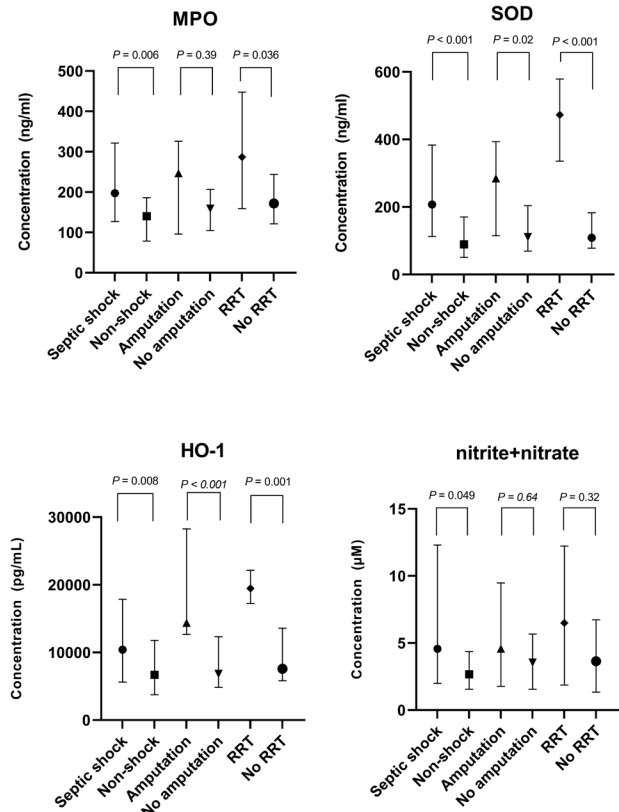 MPO
P = 0.006
P = 0.39
P = 0.036
Concentration (ng/ml)
500
400
300
200
100
0
Septic shock
Non-shock
Amputation
No amputation
RRT
No RRT
SOD
P < 0.001
P = 0.02
P < 0.001
Concentration (ng/ml)
600
400
200
0
Septic shock
Non-shock
Amputation
No amputation
RRT
No RRT
HO-1
P = 0.008
P < 0.001
P = 0.001
Concentration (pg/mL)
30000
20000
10000
0
Septic shock
Non-shock
Amputation
No amputation
RRT
No RRT
nitrite+nitrate
P = 0.049
P = 0.64
P = 0.32
Concentration (µM)
15
10
5
0
Septic shock
Non-shock
Amputation
No amputation
RRT
No RRT